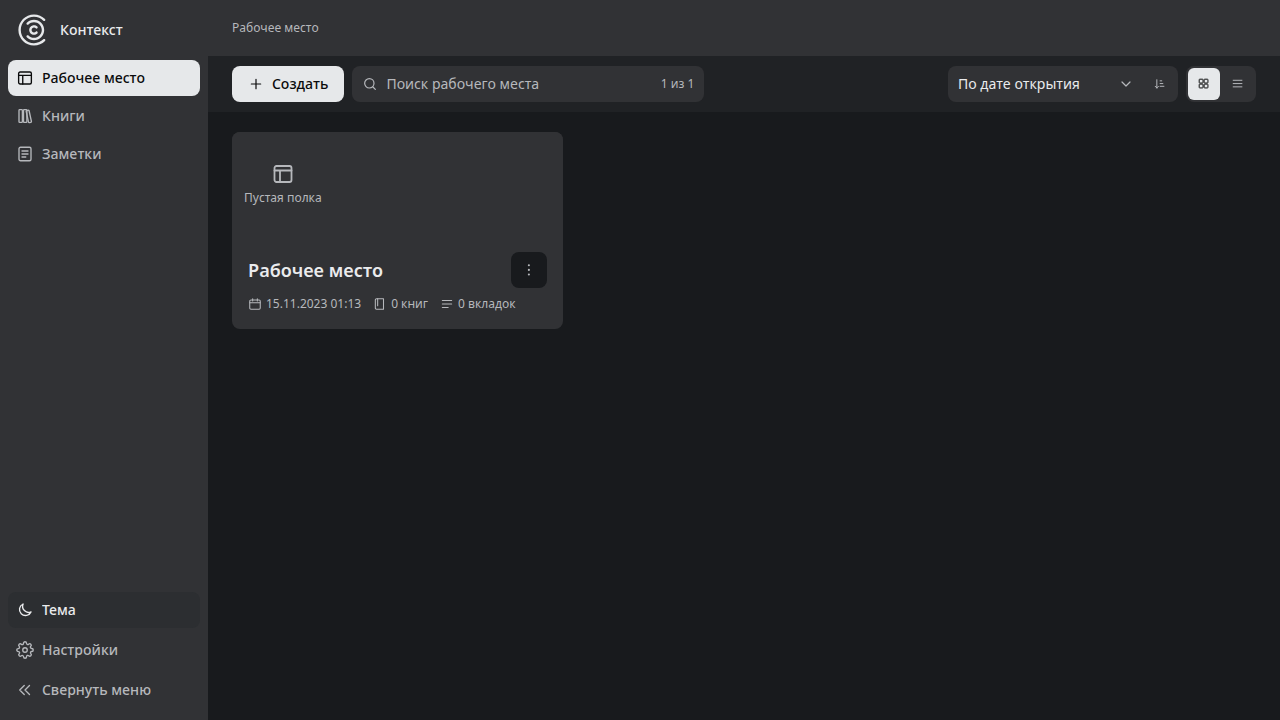 Контекст
Рабочее место
Книги
Заметки
Тема
Настройки
Свернуть меню
Рабочее место
Создать
Поиск рабочего места
1 из 1
По дате открытия
Пустая полка
Рабочее место
15.11.2023 01:13
0 книг
0 вкладок